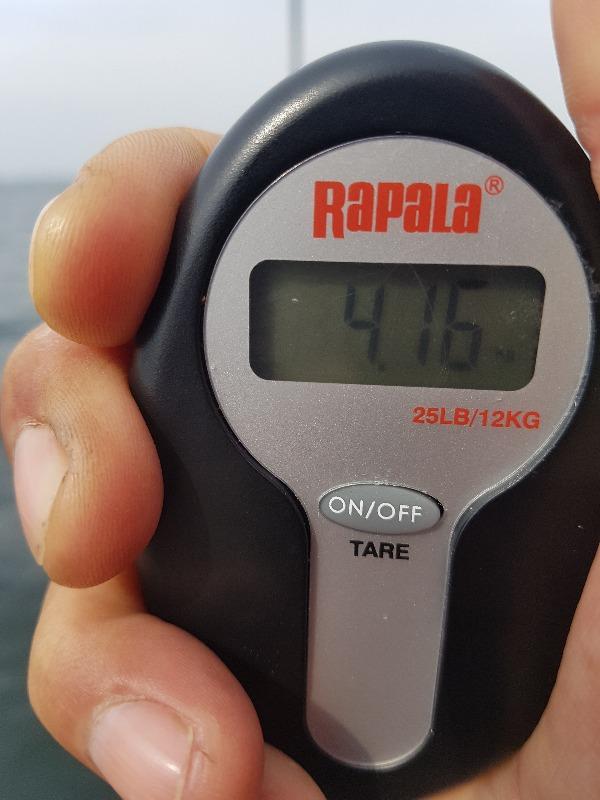 RAPALA®
4.16
25LB/12KG
ON/OFF
TARE